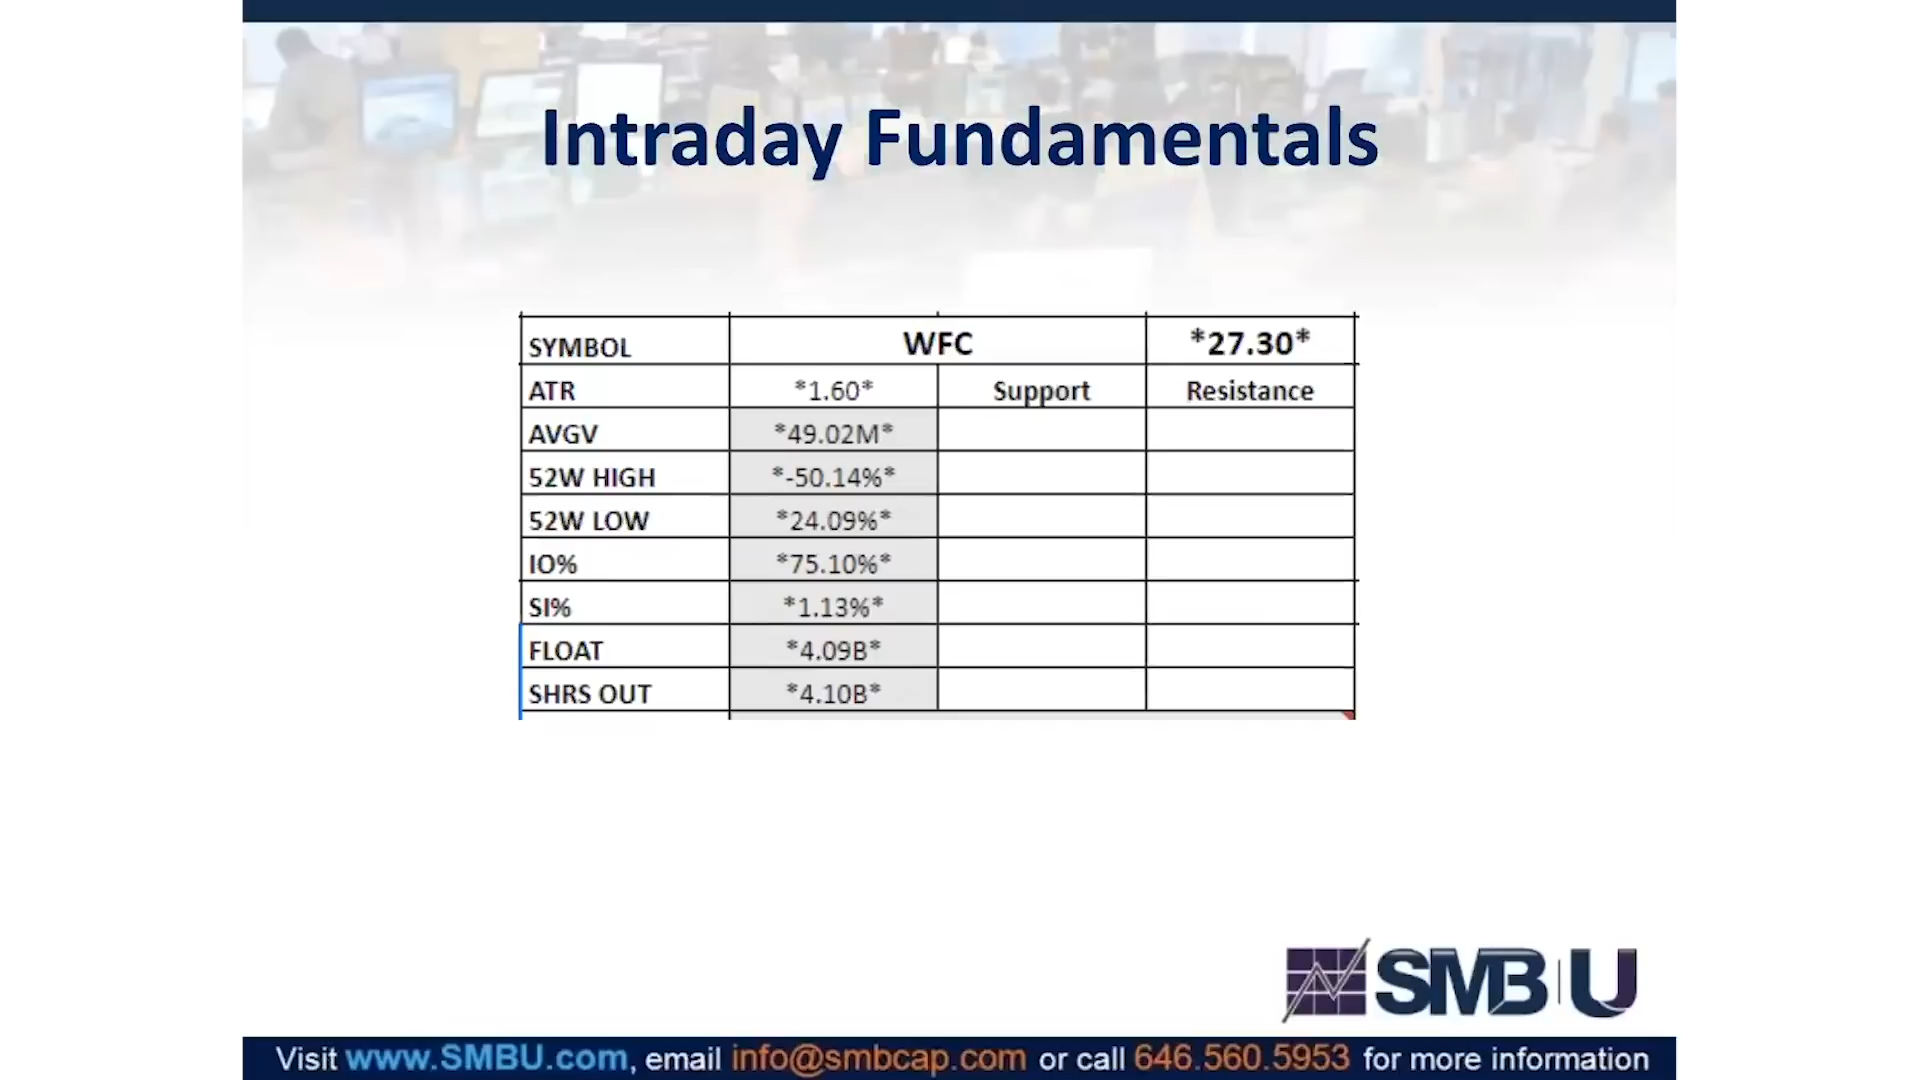 Intraday Fundamentals
SYMBOL WFC *27.30*
ATR *1.60* Support Resistance
AVGV *49.02M*
52W HIGH *-50.14%*
52W LOW *24.09%*
IO% *75.10%*
SI% *1.13%*
FLOAT *4.09B*
SHRS OUT *4.10B*
SMB U
Visit www.SMBU.com, email info@smbcap.com or call 646.560.5953 for more information